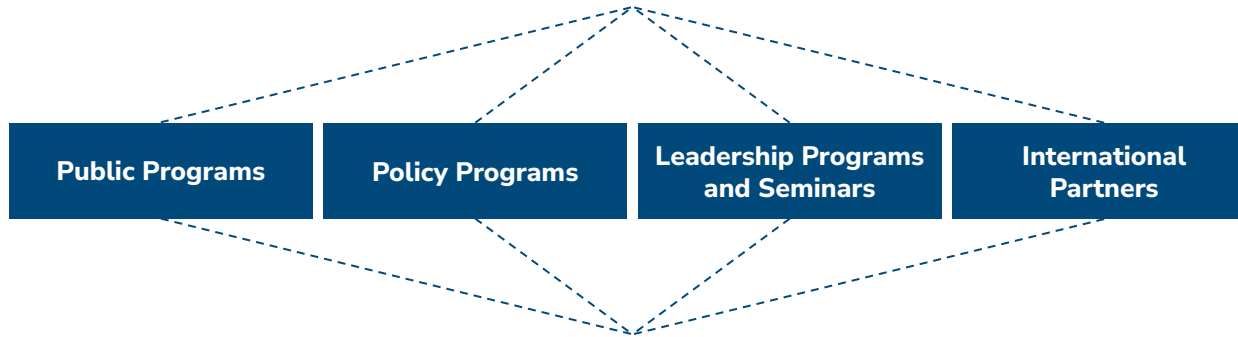 Public Programs
Policy Programs
Leadership Programs
and Seminars
International
Partners